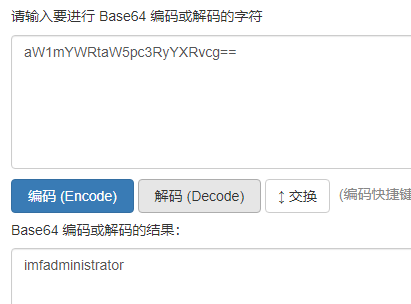 请输入要进行 Base64 编码或解码的字符
aW1mYWRtaW5pc3RyYXRvcg==
编码 (Encode) 解码 (Decode) ↕ 交换 (编码快捷键
Base64 编码或解码的结果：
imfadministrator